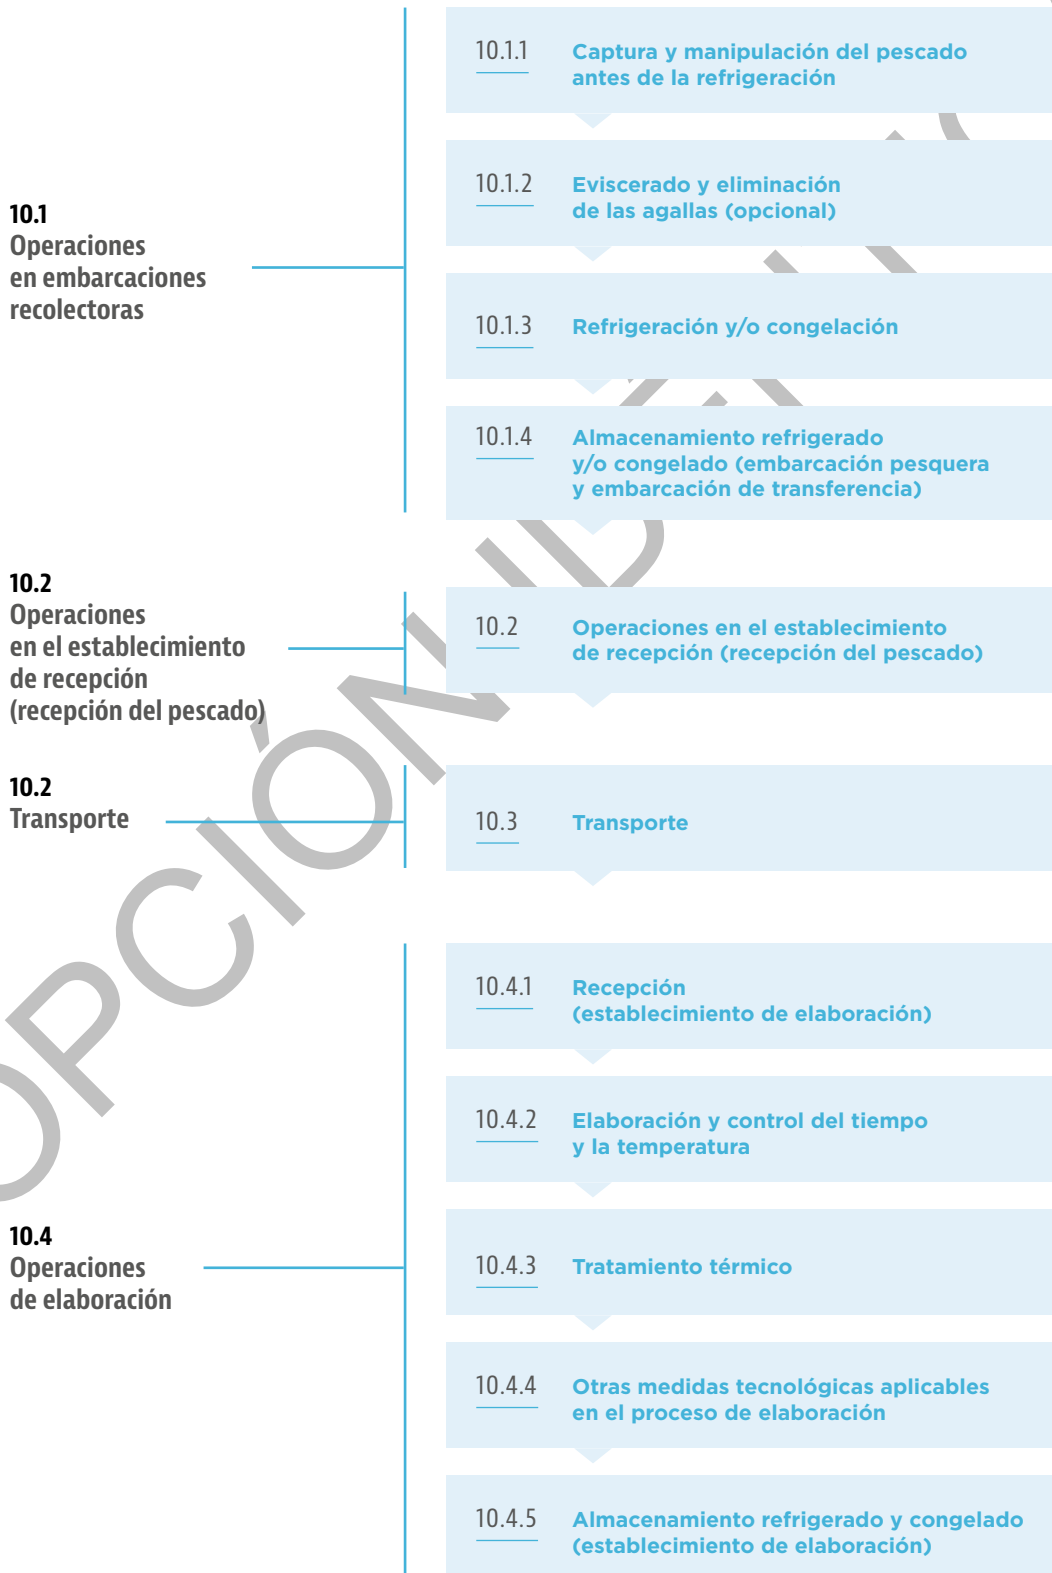 10.1
Operaciones
en embarcaciones
recolectoras
10.1.1
Captura y manipulación del pescado
antes de la refrigeración
10.1.2
Eviscerado y eliminación
de las agallas (opcional)
10.1.3
Refrigeración y/o congelación
10.1.4
Almacenamiento refrigerado
y/o congelado (embarcación pesquera
y embarcación de transferencia)
10.2
Operaciones
en el establecimiento
de recepción
(recepción del pescado)
10.2
Operaciones en el establecimiento
de recepción (recepción del pescado)
10.2
Transporte
10.3
Transporte
10.4
Operaciones
de elaboración
10.4.1
Recepción
(establecimiento de elaboración)
10.4.2
Elaboración y control del tiempo
y la temperatura
10.4.3
Tratamiento térmico
10.4.4
Otras medidas tecnológicas aplicables
en el proceso de elaboración
10.4.5
Almacenamiento refrigerado y congelado
(establecimiento de elaboración)
OPCIÓN